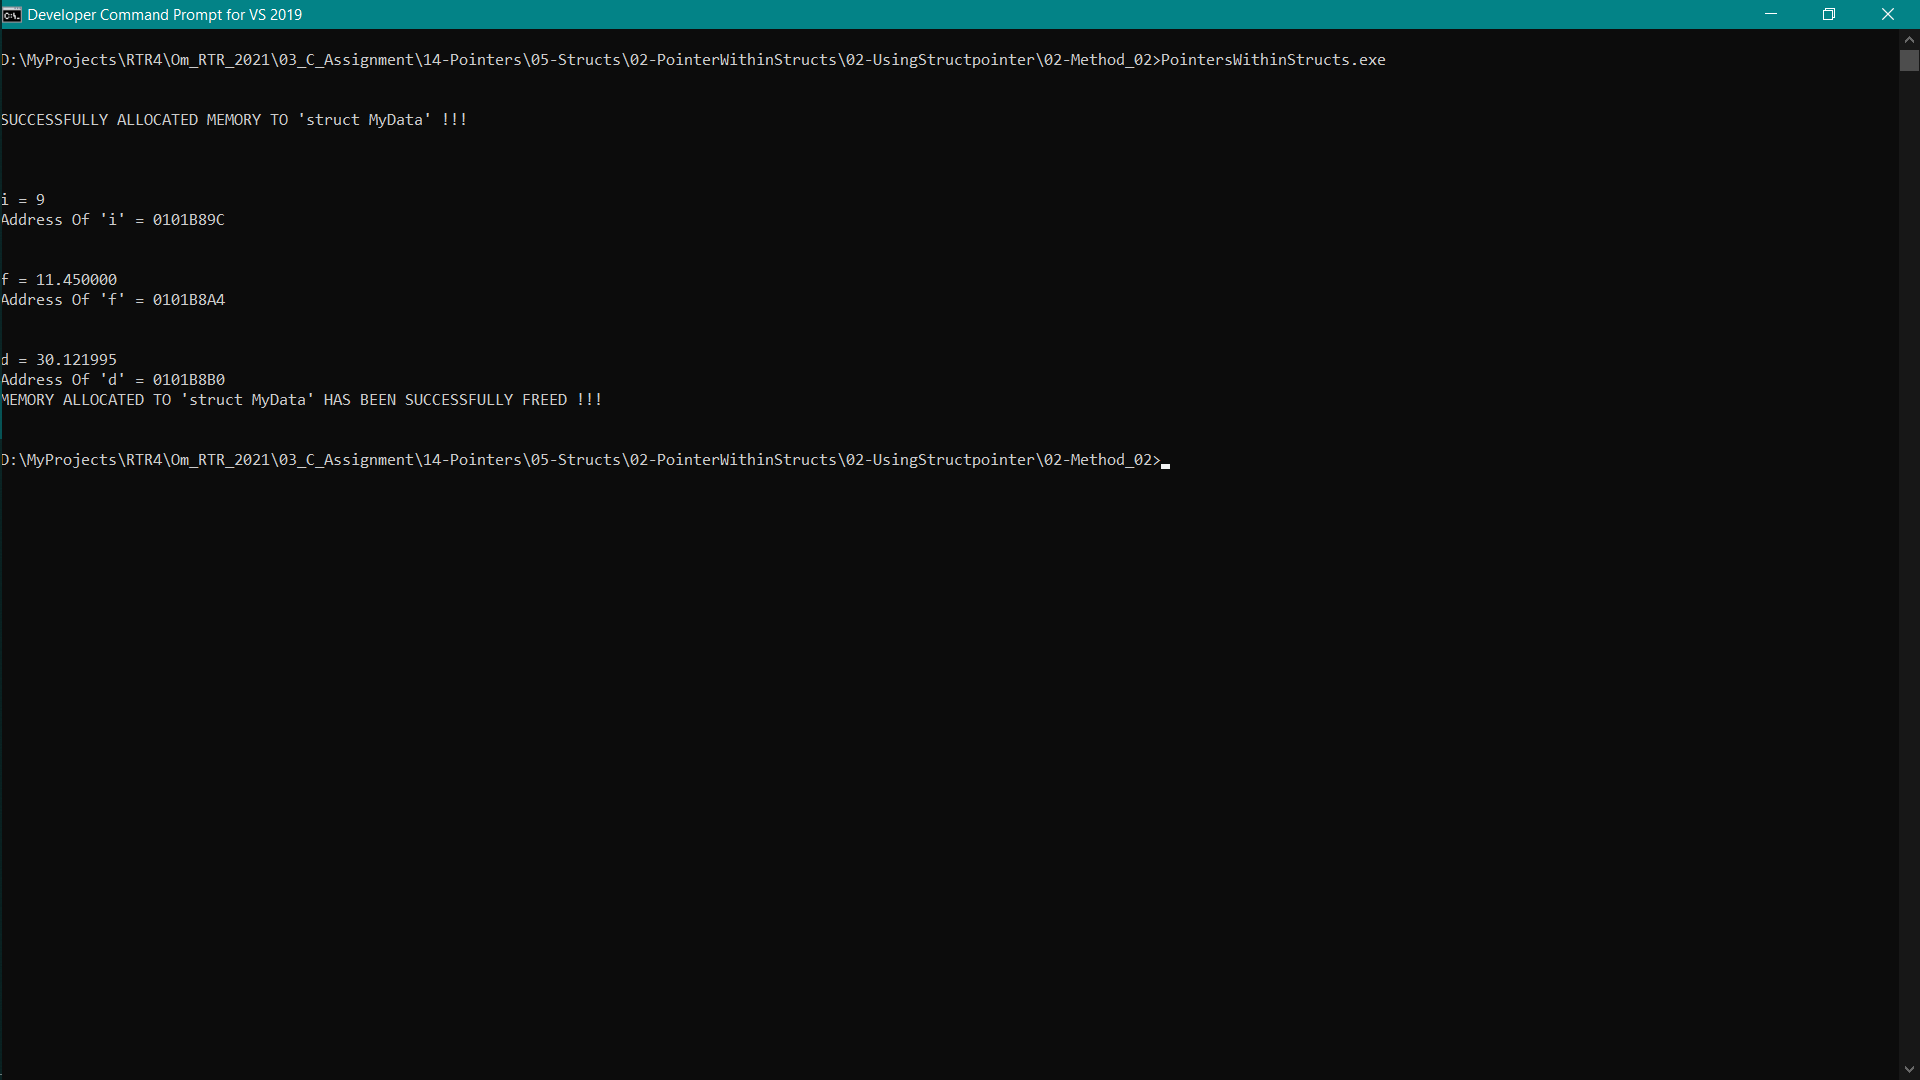 Developer Command Prompt for VS 2019
D:\MyProjects\RTR4\Om_RTR_2021\03_C_Assignment\14-Pointers\05-Structs\02-PointerWithinStructs\02-UsingStructpointer\02-Method_02>PointersWithinStructs.exe
SUCCESSFULLY ALLOCATED MEMORY TO 'struct MyData' !!!
i = 9
Address Of 'i' = 0101B89C
f = 11.450000
Address Of 'f' = 0101B8A4
d = 30.121995
Address Of 'd' = 0101B8B0
MEMORY ALLOCATED TO 'struct MyData' HAS BEEN SUCCESSFULLY FREED !!!
D:\MyProjects\RTR4\Om_RTR_2021\03_C_Assignment\14-Pointers\05-Structs\02-PointerWithinStructs\02-UsingStructpointer\02-Method_02>